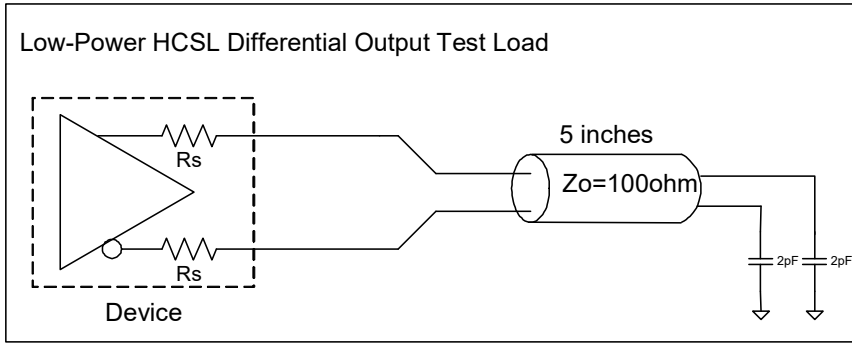 Low-Power HCSL Differential Output Test Load
Rs
5 inches
Zo=100ohm
Rs
2pF
2pF
Device